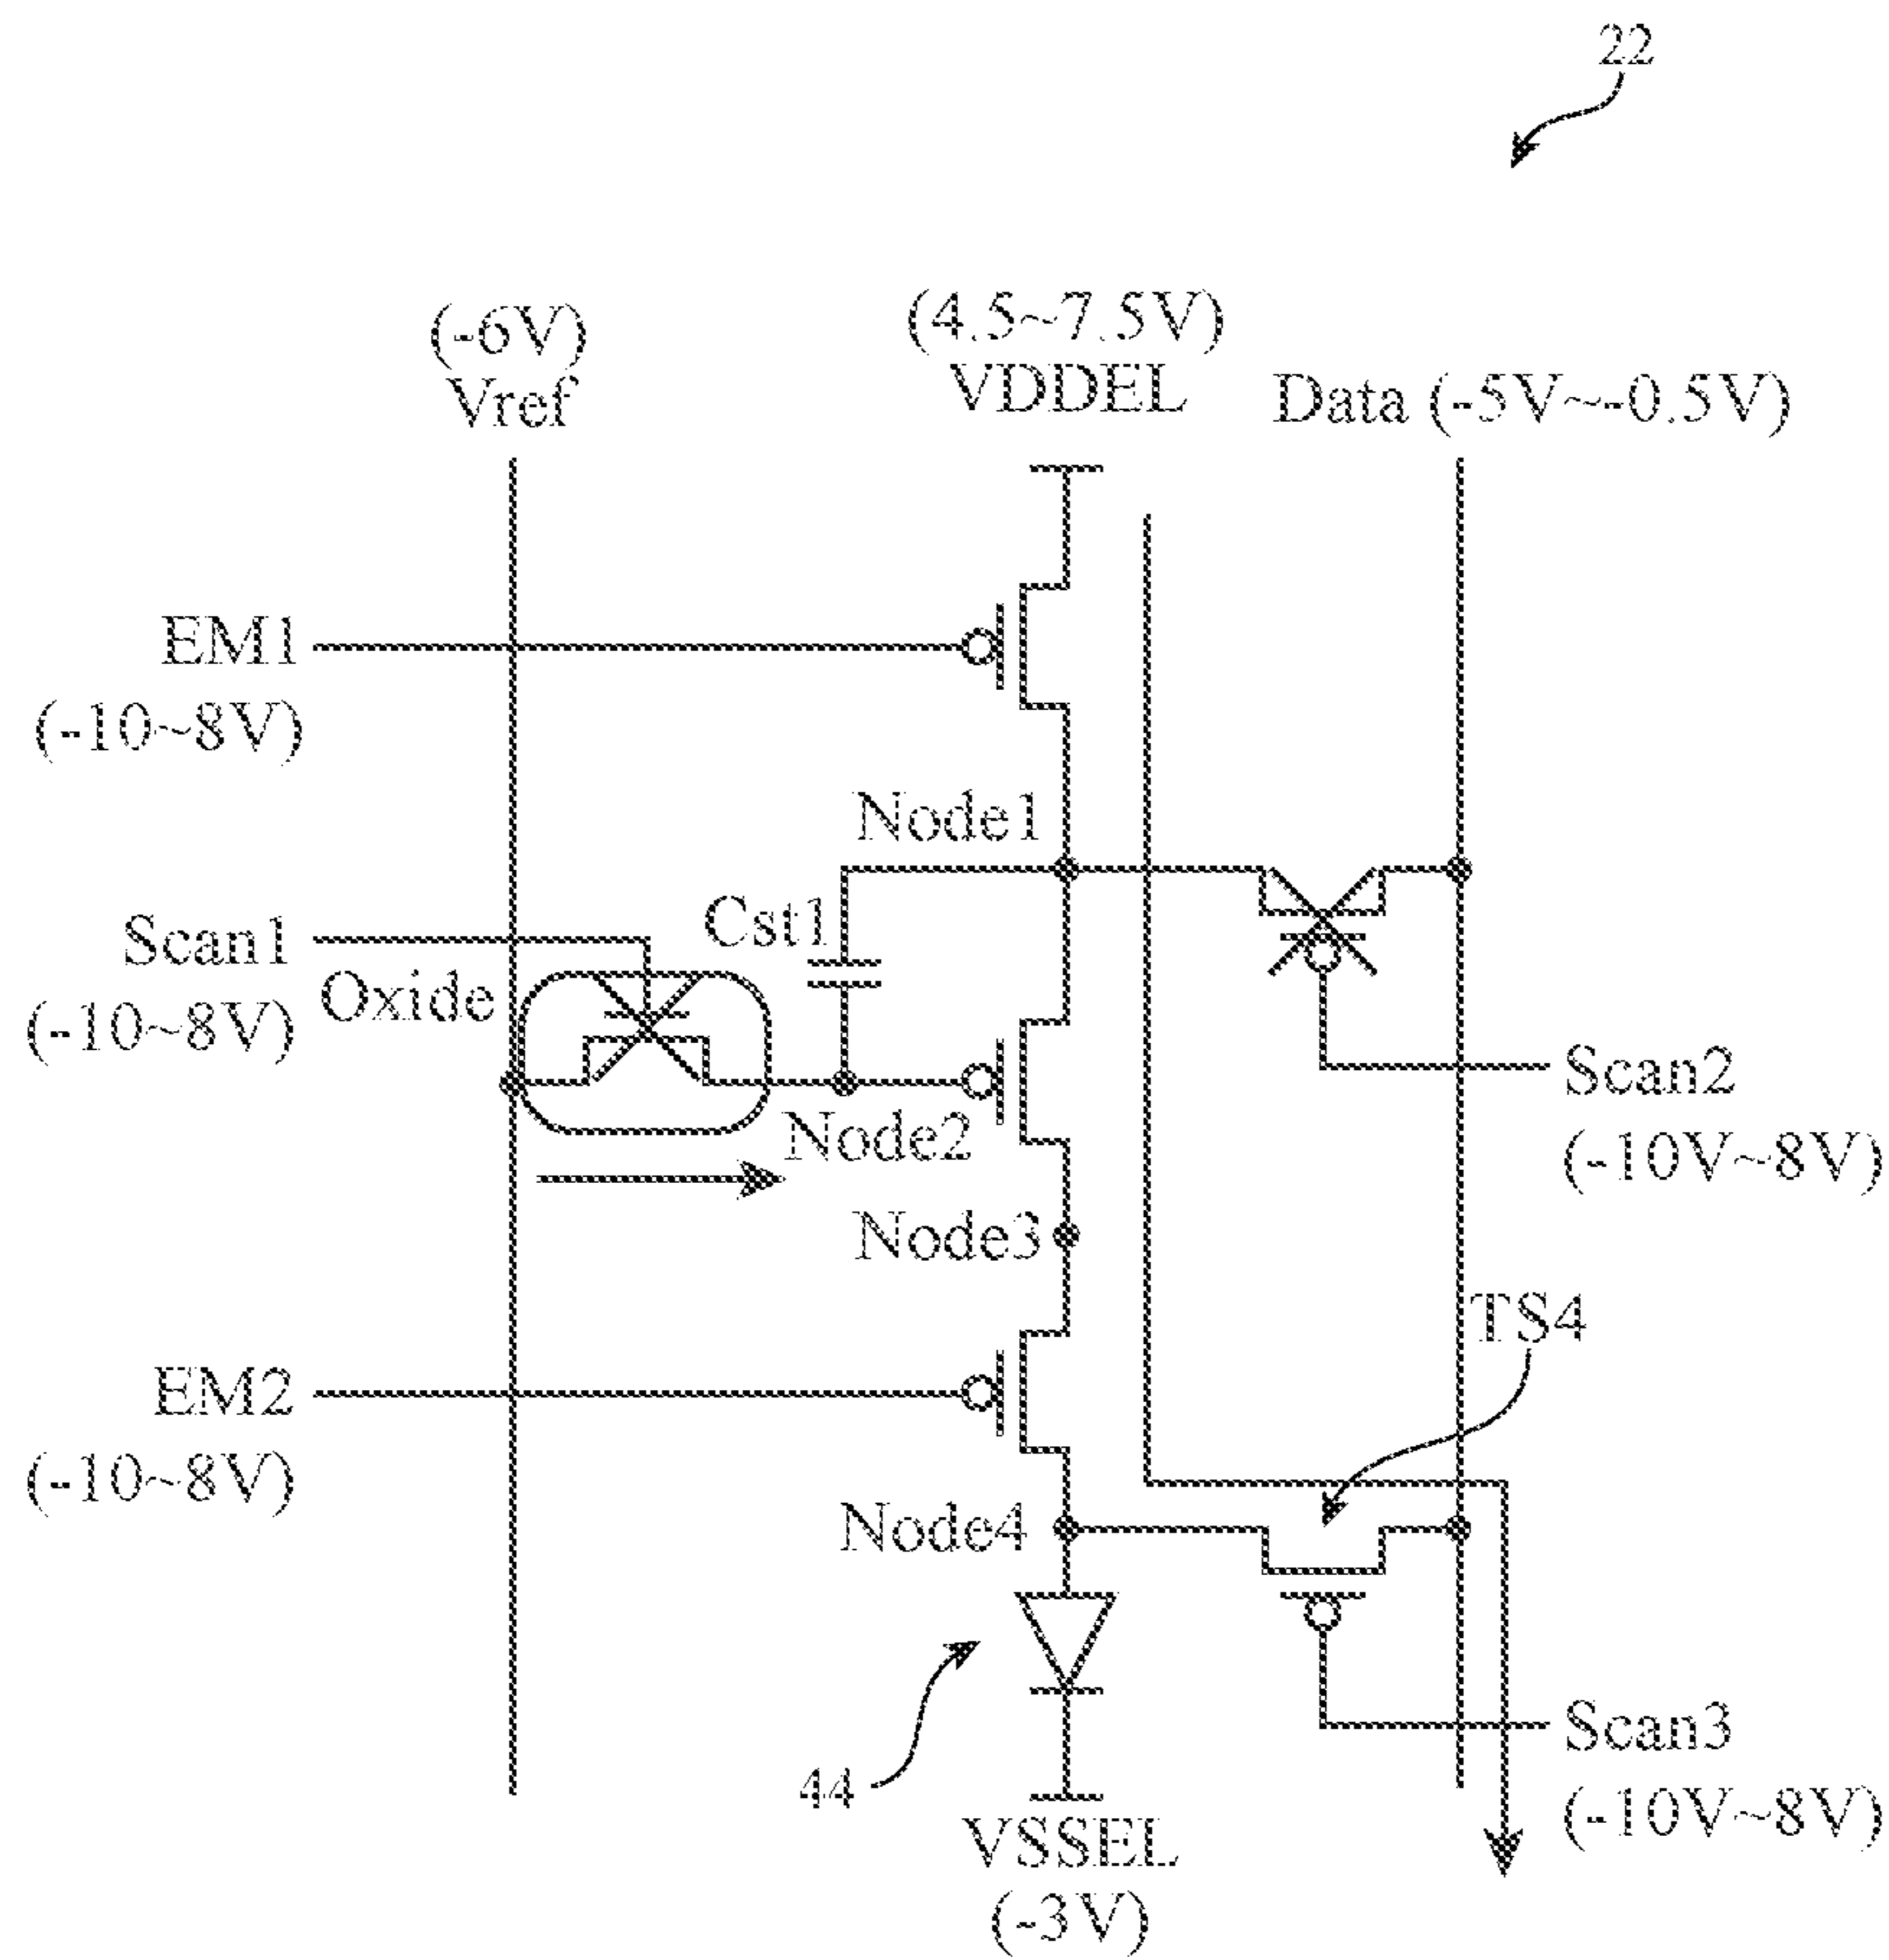 22
(-6V)
Vref
(4.5~7.5V)
VDDEL
Data (-5V~-0.5V)
EM1
(-10~8V)
Node1
Scan1
(-10~8V)
Oxide
Cst1
Node2
Scan2
(-10V~8V)
Node3
TS4
EM2
(-10~8V)
Node4
44
Scan3
(-10V~8V)
VSSEL
(-3V)